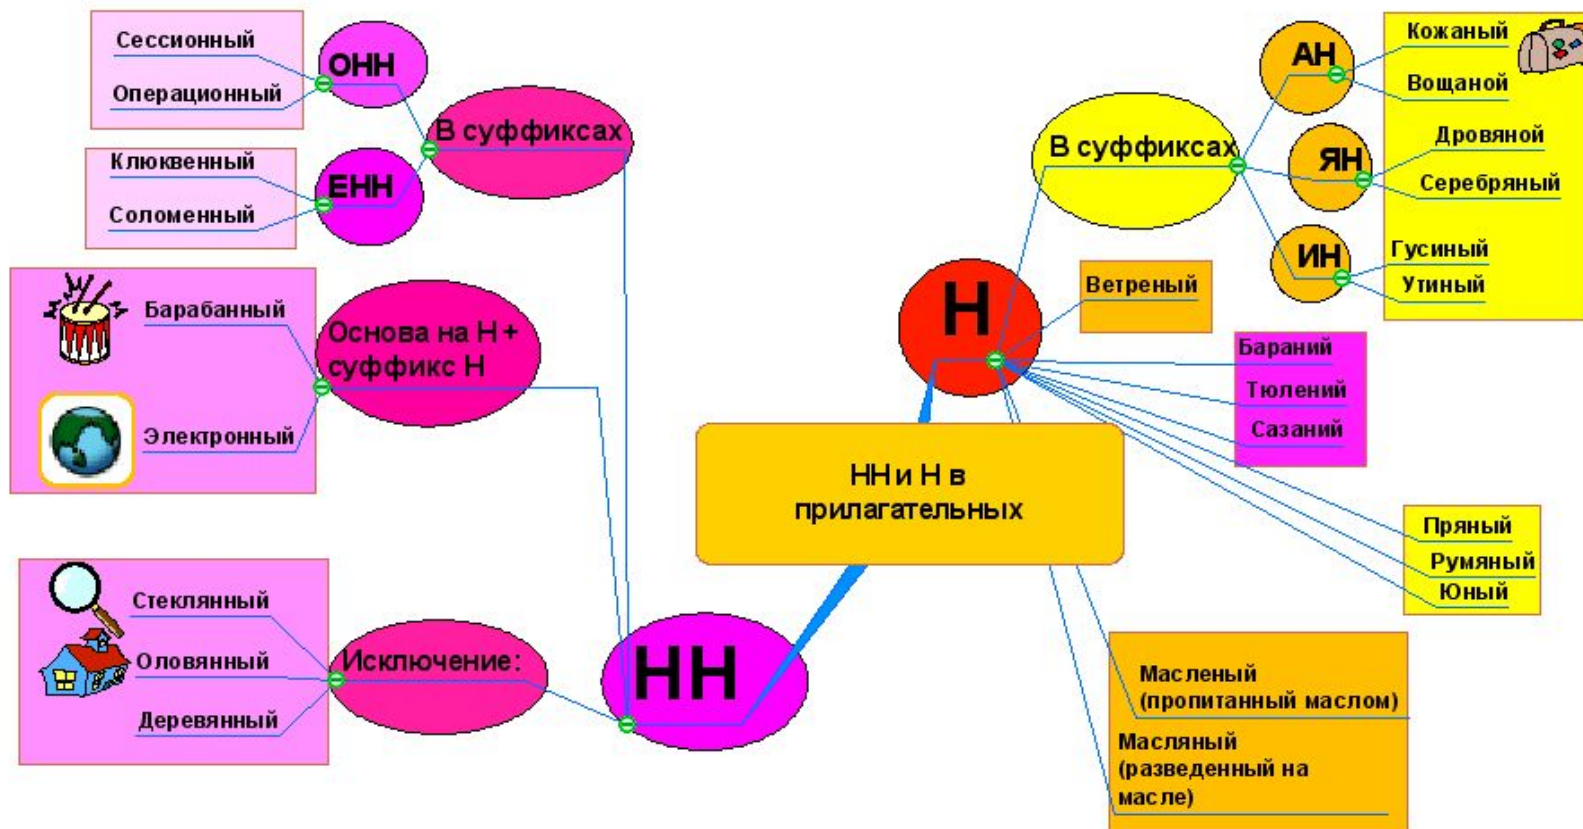 НН и Н в
прилагательных
НН
В суффиксах
ОНН
Сессионный
Операционный
ЕНН
Клюквенный
Соломенный
Основа на Н +
суффикс Н
Барабанный
Электронный
Исключение:
Стеклянный
Оловянный
Деревянный
Н
В суффиксах
АН
Кожаный
Вощаной
ЯН
Дровяной
Серебряный
ИН
Гусиный
Утиный
Ветреный
Бараний
Тюлений
Сазаний
Пряный
Румяный
Юный
Масленый
(пропитанный маслом)
Масляный
(разведенный на
масле)